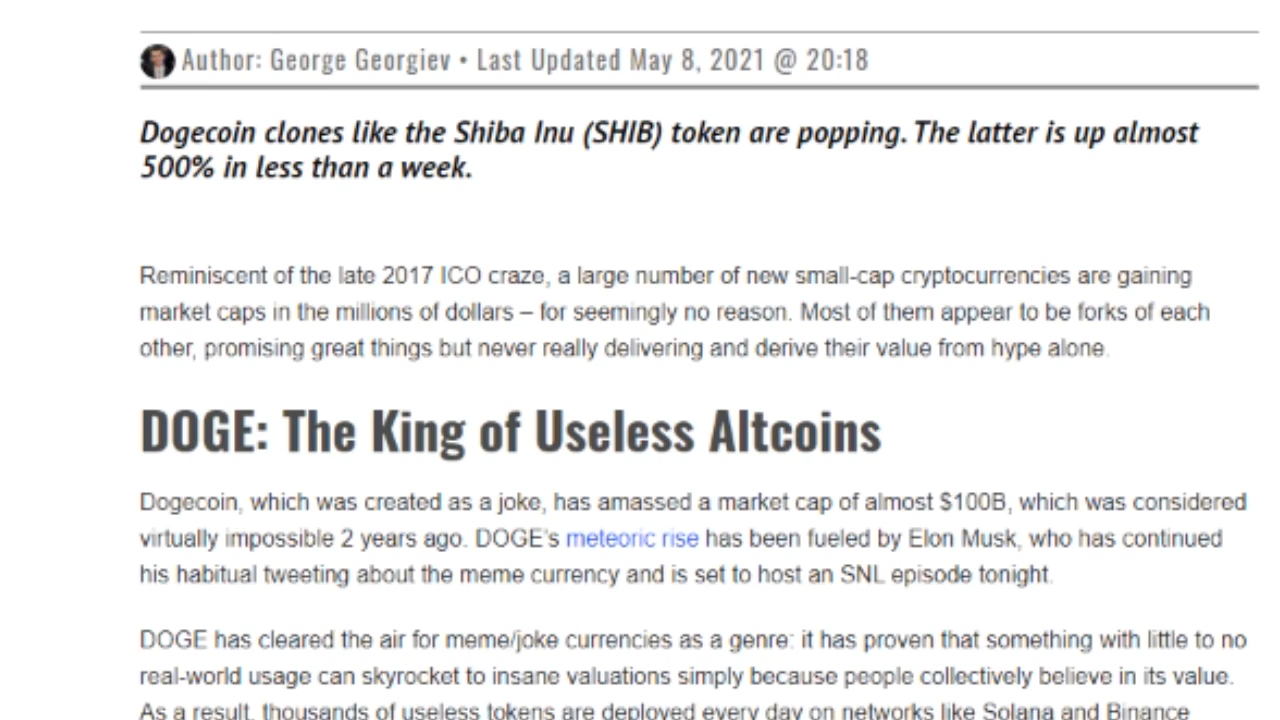 Author: George Georgiev • Last Updated May 8, 2021 @ 20:18
Dogecoin clones like the Shiba Inu (SHIB) token are popping. The latter is up almost
500% in less than a week.
Reminiscent of the late 2017 ICO craze, a large number of new small-cap cryptocurrencies are gaining
market caps in the millions of dollars – for seemingly no reason. Most of them appear to be forks of each
other, promising great things but never really delivering and derive their value from hype alone.
DOGE: The King of Useless Altcoins
Dogecoin, which was created as a joke, has amassed a market cap of almost $100B, which was considered
virtually impossible 2 years ago. DOGE's meteoric rise has been fueled by Elon Musk, who has continued
his habitual tweeting about the meme currency and is set to host an SNL episode tonight.
DOGE has cleared the air for meme/joke currencies as a genre: it has proven that something with little to no
real-world usage can skyrocket to insane valuations simply because people collectively believe in its value.
As a result, thousands of useless tokens are deployed every day on networks like Solana and Binance